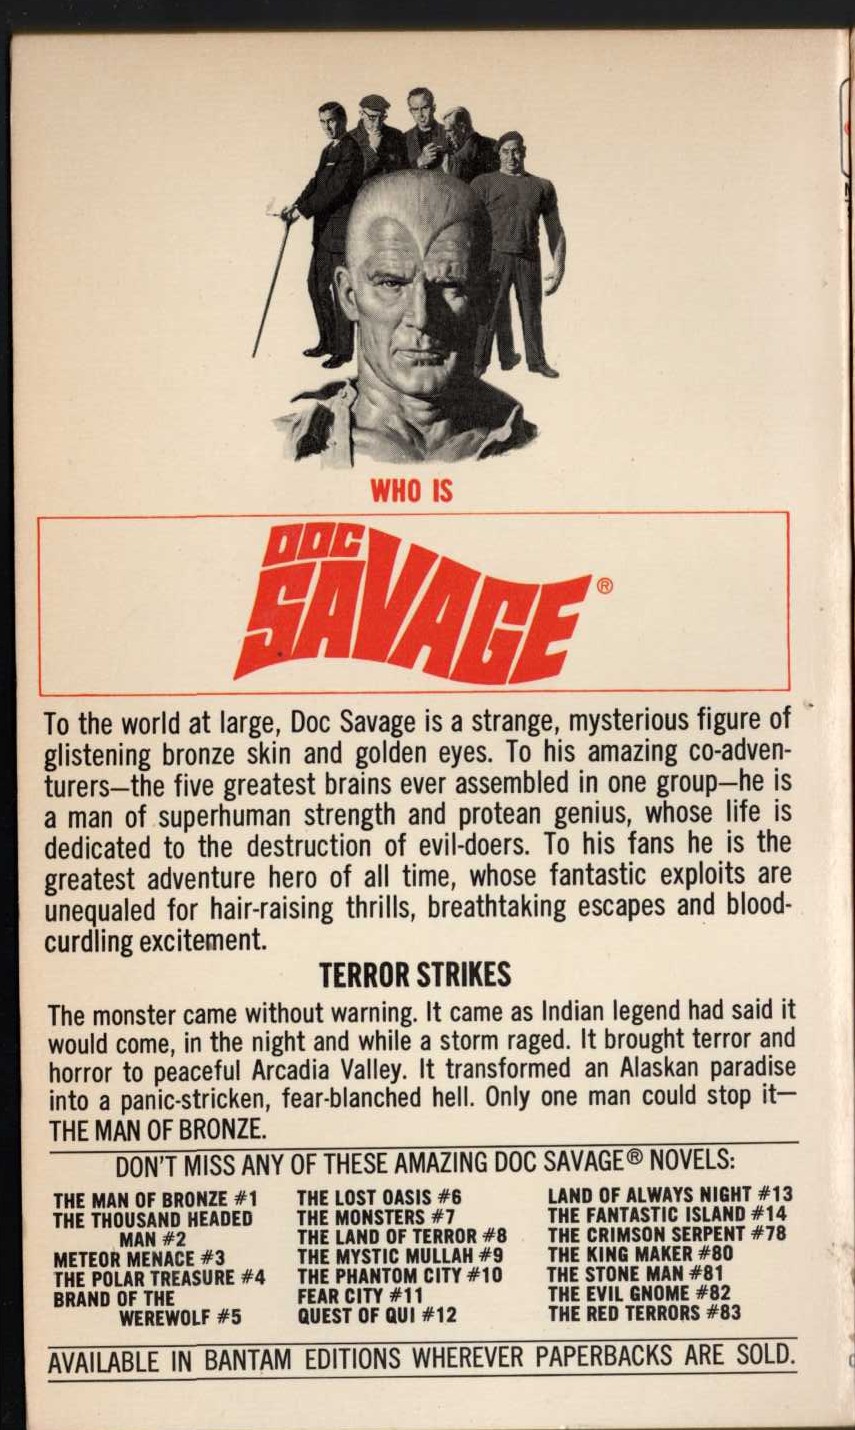 WHO IS
DOC
SAVAGE®
To the world at large, Doc Savage is a strange, mysterious figure of
glistening bronze skin and golden eyes. To his amazing co-adven-
turers—the five greatest brains ever assembled in one group—he is
a man of superhuman strength and protean genius, whose life is
dedicated to the destruction of evil-doers. To his fans he is the
greatest adventure hero of all time, whose fantastic exploits are
unequaled for hair-raising thrills, breathtaking escapes and blood-
curdling excitement.
TERROR STRIKES
The monster came without warning. It came as Indian legend had said it
would come, in the night and while a storm raged. It brought terror and
horror to peaceful Arcadia Valley. It transformed an Alaskan paradise
into a panic-stricken, fear-blanched hell. Only one man could stop it—
THE MAN OF BRONZE.
DON'T MISS ANY OF THESE AMAZING DOC SAVAGE® NOVELS:
THE MAN OF BRONZE #1
THE THOUSAND HEADED
MAN #2
METEOR MENACE #3
THE POLAR TREASURE #4
BRAND OF THE
WEREWOLF #5
THE LOST OASIS #6
THE MONSTERS #7
THE LAND OF TERROR #8
THE MYSTIC MULLAH #9
THE PHANTOM CITY #10
FEAR CITY #11
QUEST OF QUI #12
LAND OF ALWAYS NIGHT #13
THE FANTASTIC ISLAND #14
THE CRIMSON SERPENT #78
THE KING MAKER #80
THE STONE MAN #81
THE EVIL GNOME #82
THE RED TERRORS #83
AVAILABLE IN BANTAM EDITIONS WHEREVER PAPERBACKS ARE SOLD.